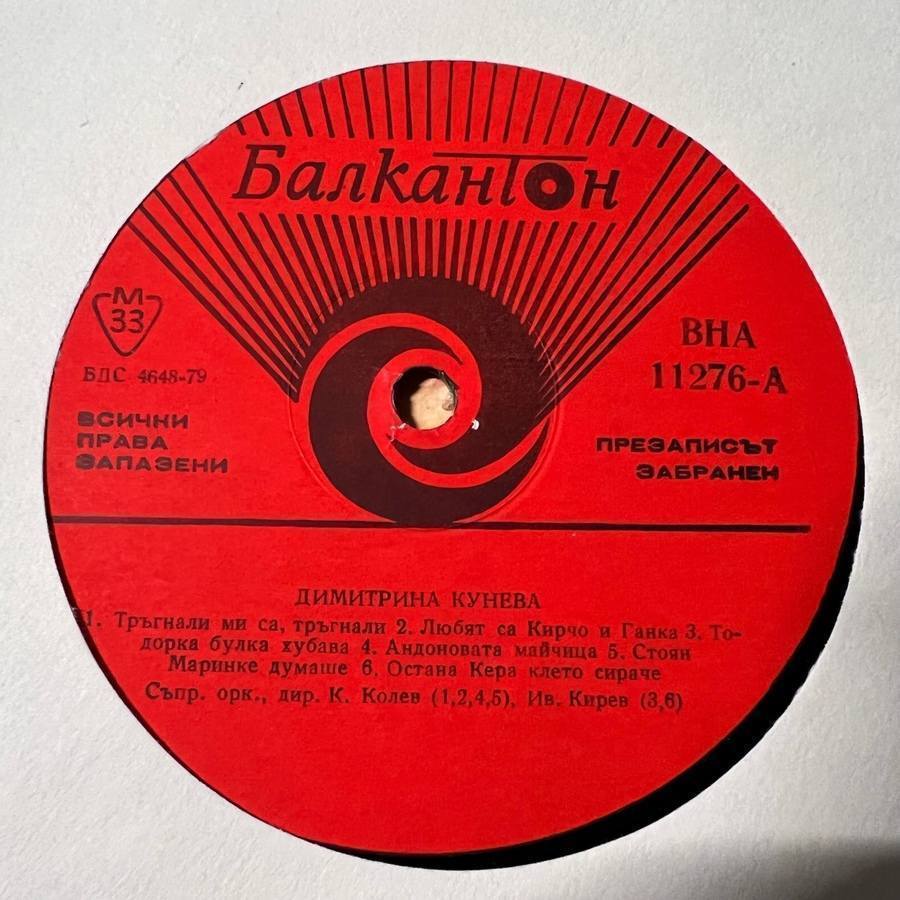 Балкантон
М
33
БДС 4648-79
ВСИЧКИ
ПРАВА
ЗАПАЗЕНИ
ВНА
11276-А
ПРЕЗАПИСЪТ
ЗАБРАНЕН
ДИМИТРИНА КУНЕВА
1. Тръгнали ми са, тръгнали 2. Любят са Кирчо и Ганка 3. То-
дорка булка хубава 4. Андоновата майчица 5. Стоян
Маринке думаше 6. Остана Кера клето сираче
Съпр. орк., дир. К. Колев (1,2,4,5), Ив. Кирев (3,6)